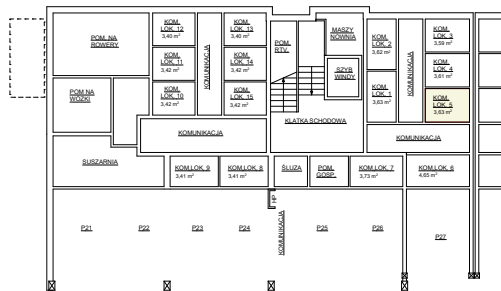 POM. NA
ROWERY
KOM.
LOK. 12
3,40 m²
KOM.
LOK. 11
3,42 m²
KOM.
LOK. 10
3,42 m²
KOMUNIKACJA
KOM.
LOK. 13
3,40 m²
KOM.
LOK. 14
3,42 m²
KOM.
LOK. 15
3,42 m²
POM.
RTV.
MASZY
NOWNIA
SZYB
WINDY
KOM.
LOK. 2
3,62 m²
KOM.
LOK. 1
3,63 m²
KOMUNIKACJA
KOM.
LOK. 3
3,59 m²
KOM.
LOK. 4
3,61 m²
KOM.
LOK. 5
3,63 m²
POM NA
WÓZKI
KOMUNIKACJA
KLATKA SCHODOWA
KOMUNIKACJA
SUSZARNIA
KOM.LOK. 9
3,41 m²
KOM.LOK. 8
3,41 m²
ŚLUZA
POM.
GOSP.
KOM.LOK. 7
3,73 m²
KOM.LOK. 6
4,65 m²
HP
KOMUNIKACJA
P21
P22
P23
P24
P25
P26
P27